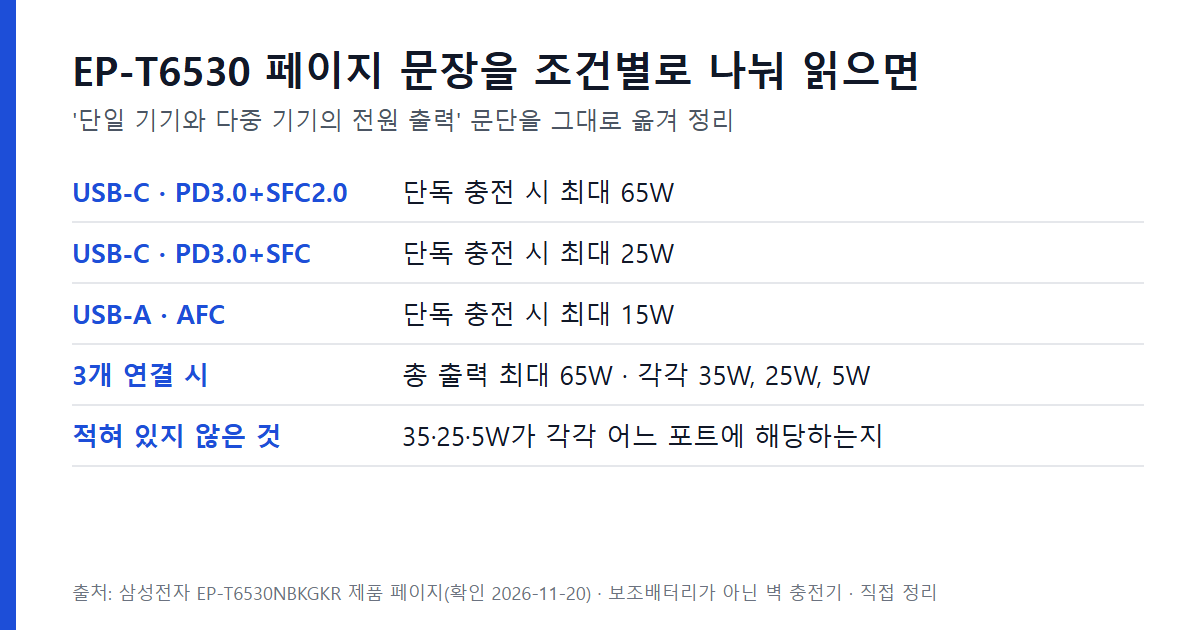 EP-T6530 페이지 문장을 조건별로 나눠 읽으면
'단일 기기와 다중 기기의 전원 출력' 문단을 그대로 옮겨 정리
USB-C · PD3.0+SFC2.0 단독 충전 시 최대 65W
USB-C · PD3.0+SFC 단독 충전 시 최대 25W
USB-A · AFC 단독 충전 시 최대 15W
3개 연결 시 총 출력 최대 65W · 각각 35W, 25W, 5W
적혀 있지 않은 것 35·25·5W가 각각 어느 포트에 해당하는지
출처: 삼성전자 EP-T6530NBKGKR 제품 페이지(확인 2026-11-20) · 보조배터리가 아닌 벽 충전기 · 직접 정리